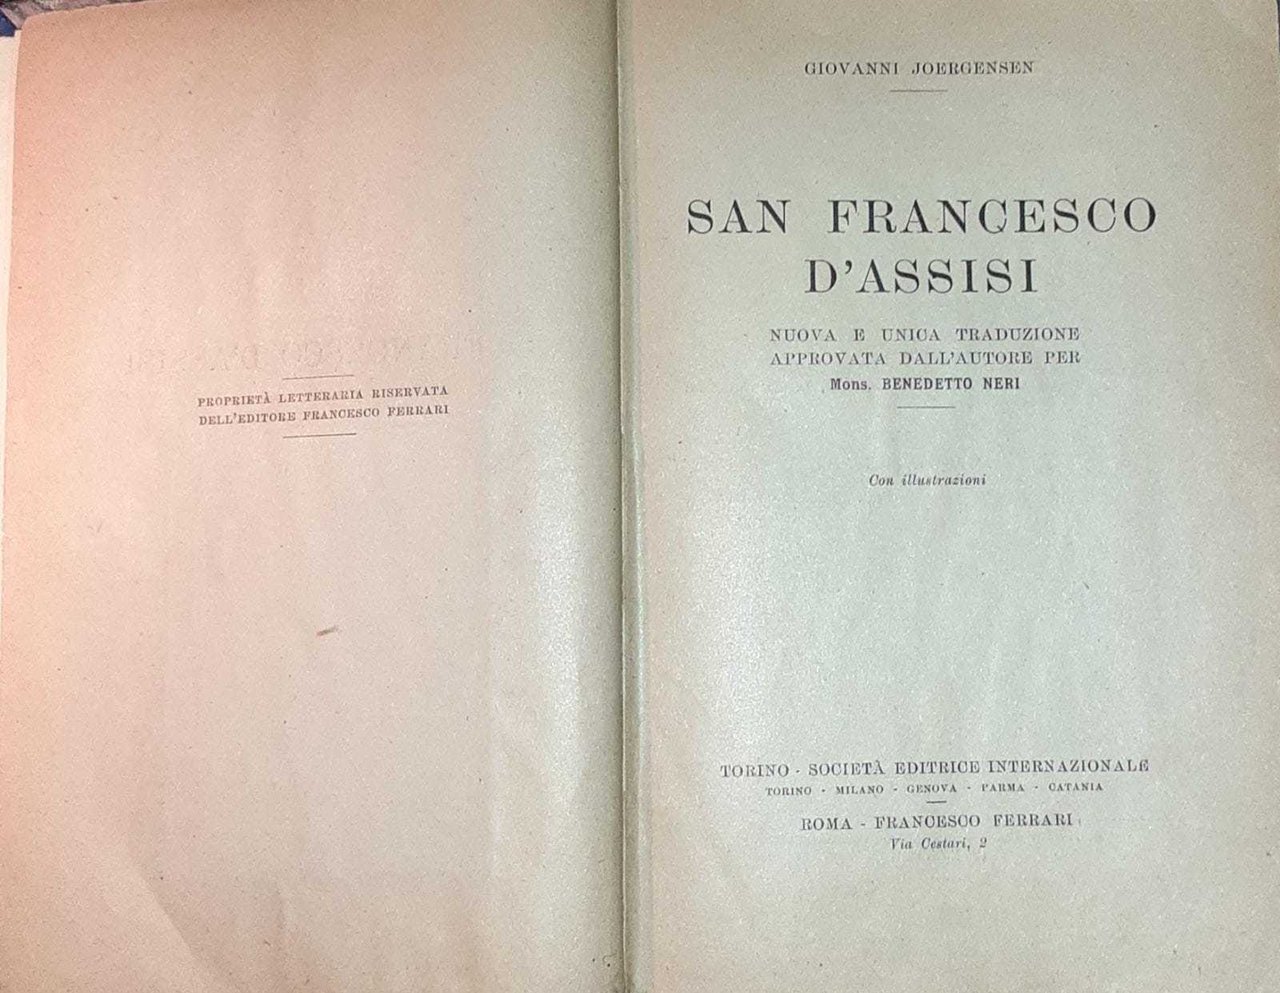 PROPRIETÀ LETTERARIA RISERVATA
DELL'EDITORE FRANCESCO FERRARI
GIOVANNI JOERGENSEN
SAN FRANCESCO
D'ASSISI
NUOVA E UNICA TRADUZIONE
APPROVATA DALL'AUTORE PER
Mons. BENEDETTO NERI
Con illustrazioni
TORINO - SOCIETÀ EDITRICE INTERNAZIONALE
TORINO - MILANO - GENOVA - PARMA - CATANIA
ROMA - FRANCESCO FERRARI
Via Cestari, 2